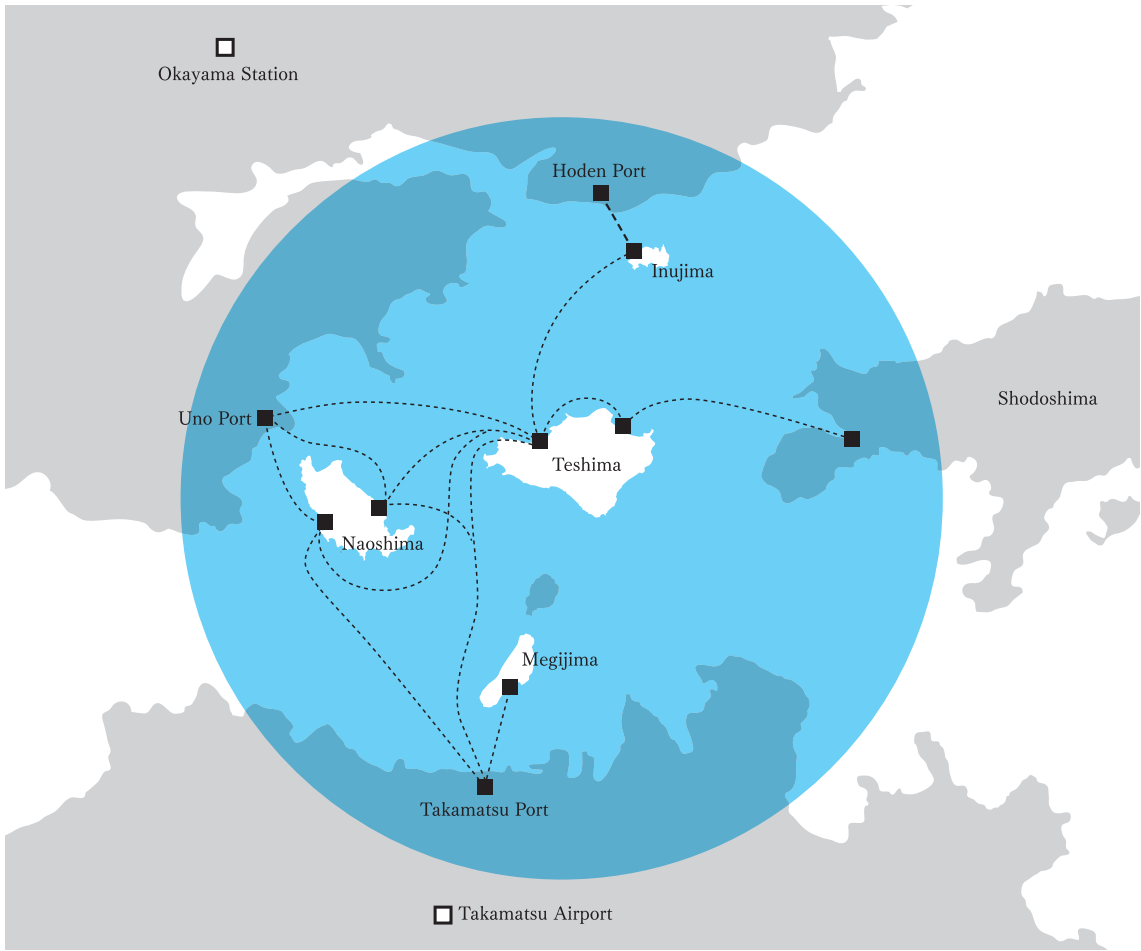 Okayama Station
Hoden Port
Inujima
Shodoshima
Uno Port
Teshima
Naoshima
Megijima
Takamatsu Port
Takamatsu Airport